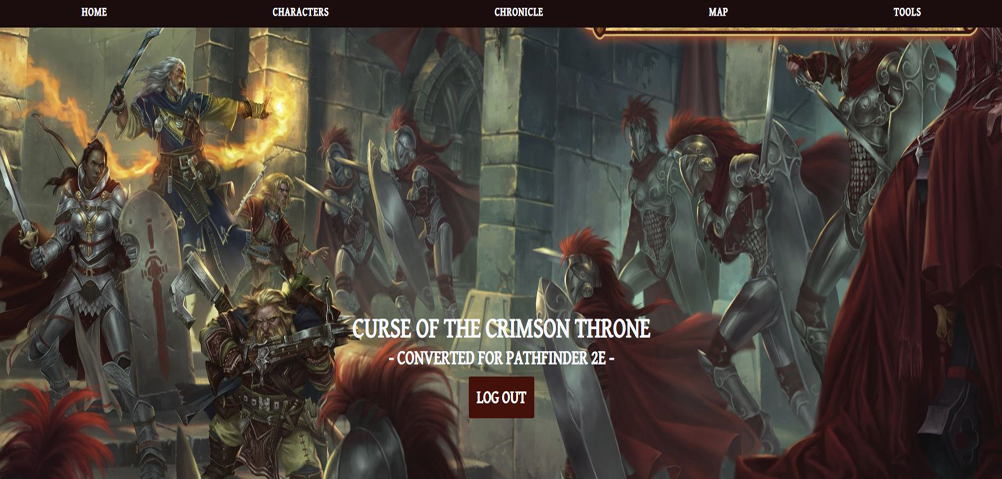 HOME
CHARACTERS
CHRONICLE
MAP
TOOLS
CURSE OF THE CRIMSON THRONE
- CONVERTED FOR PATHFINDER 2E -
LOG OUT